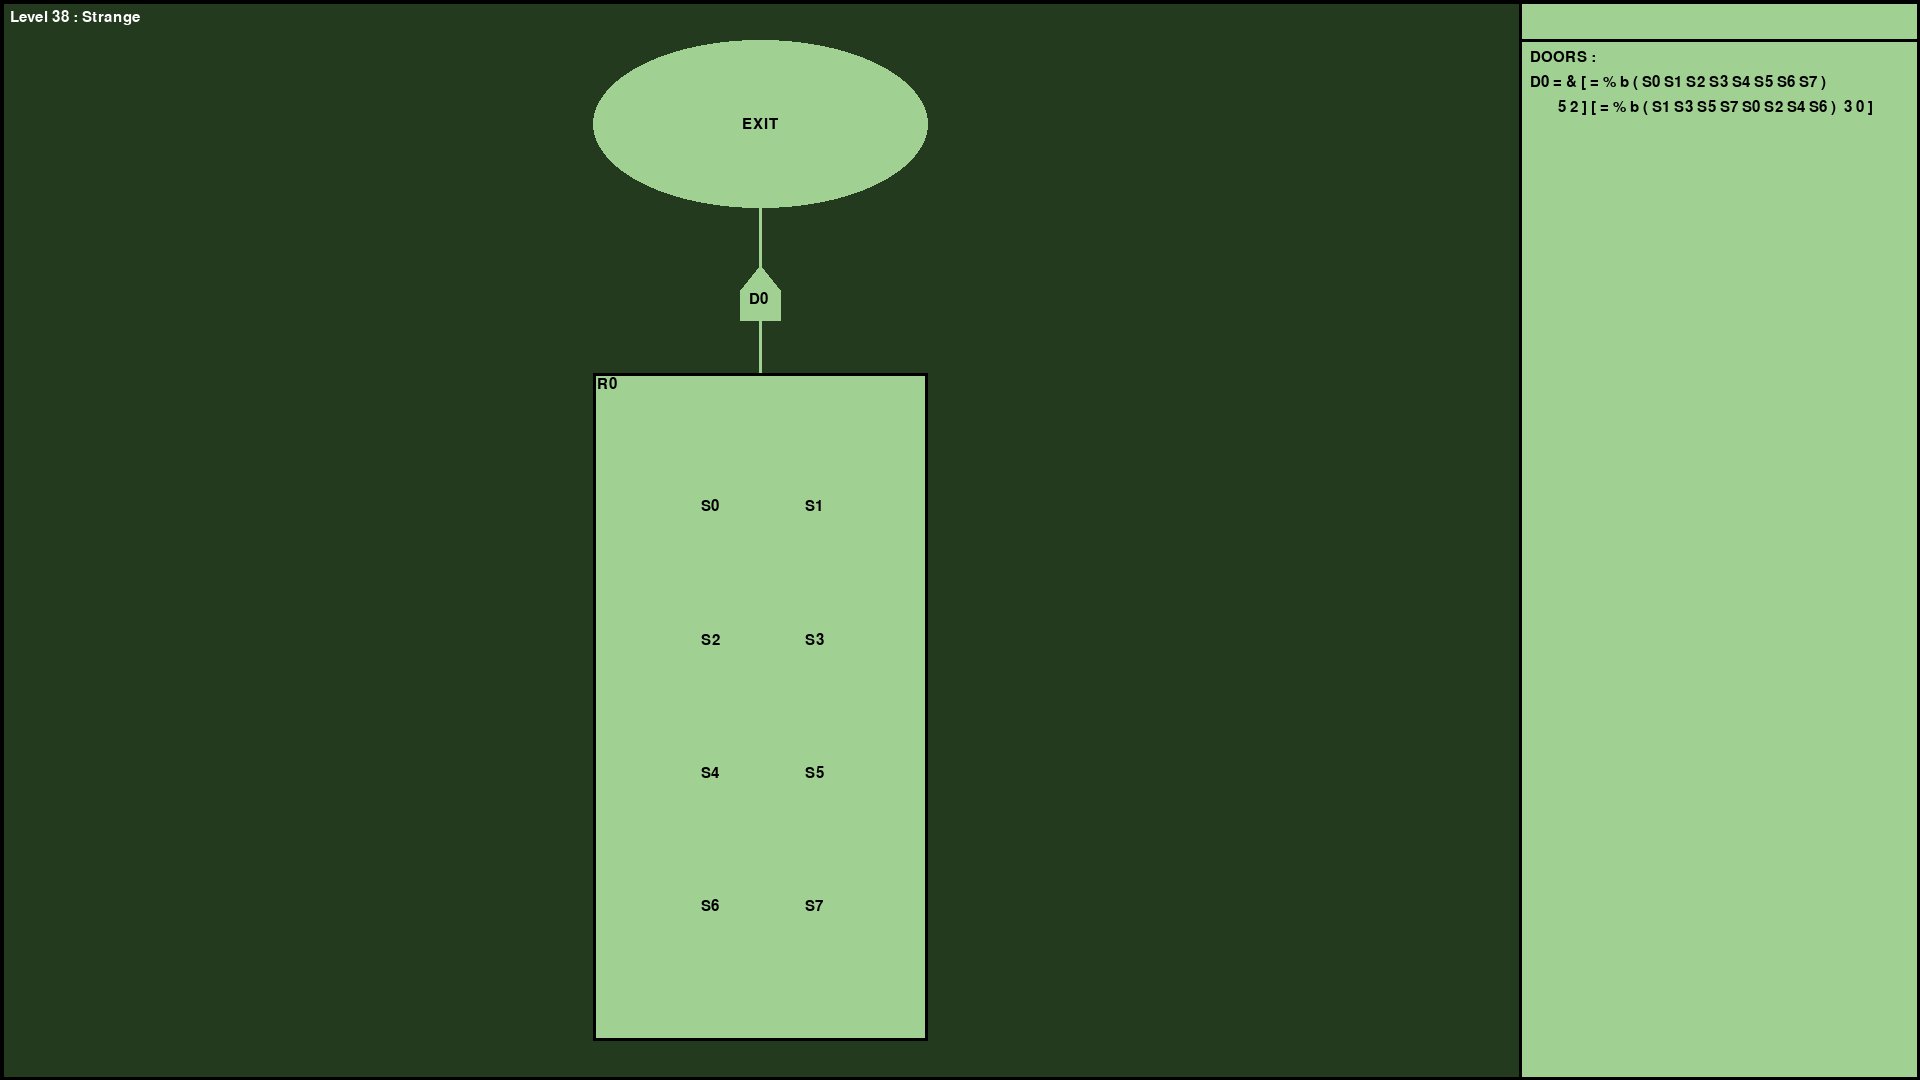 Level 38 : Strange
EXIT
D0
R0
S0 S1
S2 S3
S4 S5
S6 S7
DOORS :
D0 = & [ = % b ( S0 S1 S2 S3 S4 S5 S6 S7 )
5 2 ] [ = % b ( S1 S3 S5 S7 S0 S2 S4 S6 ) 3 0 ]